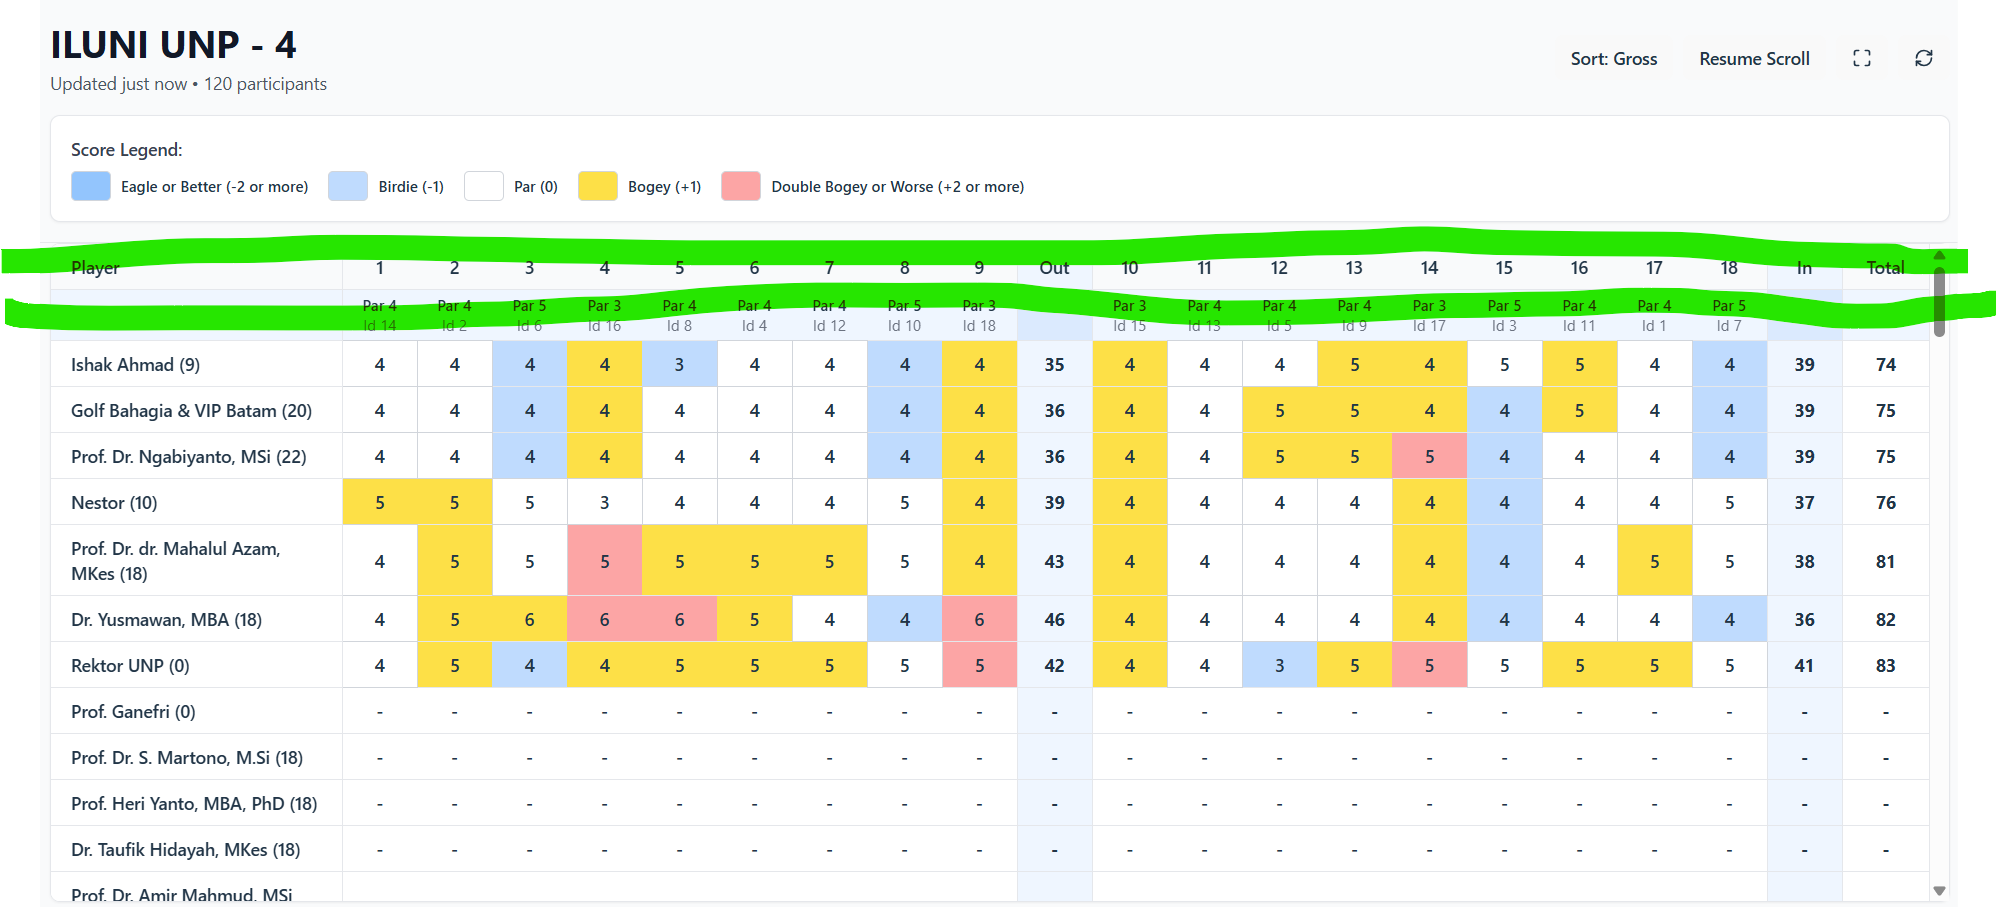 ILUNI UNP - 4
Updated just now • 120 participants
Sort: Gross Resume Scroll
Score Legend:
Eagle or Better (-2 or more) Birdie (-1) Par (0) Bogey (+1) Double Bogey or Worse (+2 or more)
Player 1 2 3 4 5 6 7 8 9 Out 10 11 12 13 14 15 16 17 18 In Total
Par 4 Par 4 Par 5 Par 3 Par 4 Par 4 Par 4 Par 5 Par 3 Par 3 Par 4 Par 4 Par 4 Par 3 Par 5 Par 4 Par 4 Par 5
Id 14 Id 2 Id 6 Id 16 Id 8 Id 4 Id 12 Id 10 Id 18 Id 15 Id 13 Id 5 Id 9 Id 17 Id 3 Id 11 Id 1 Id 7
Ishak Ahmad (9) 4 4 4 4 3 4 4 4 4 35 4 4 4 5 4 5 5 4 4 39 74
Golf Bahagia & VIP Batam (20) 4 4 4 4 4 4 4 4 4 36 4 4 5 5 4 4 5 4 4 39 75
Prof. Dr. Ngabiyanto, MSi (22) 4 4 4 4 4 4 4 4 4 36 4 4 5 5 5 4 4 4 4 39 75
Nestor (10) 5 5 5 3 4 4 4 5 4 39 4 4 4 4 4 4 4 4 5 37 76
Prof. Dr. dr. Mahalul Azam,
MKes (18) 4 5 5 5 5 5 5 5 4 43 4 4 4 4 4 4 4 5 5 38 81
Dr. Yusmawan, MBA (18) 4 5 6 6 6 5 4 4 6 46 4 4 4 4 4 4 4 4 4 36 82
Rektor UNP (0) 4 5 4 4 5 5 5 5 5 42 4 4 3 5 5 5 5 5 5 41 83
Prof. Ganefri (0) - - - - - - - - - - - - - - - - - - - - -
Prof. Dr. S. Martono, M.Si (18) - - - - - - - - - - - - - - - - - - - - -
Prof. Heri Yanto, MBA, PhD (18) - - - - - - - - - - - - - - - - - - - - -
Dr. Taufik Hidayah, MKes (18) - - - - - - - - - - - - - - - - - - - - -
Prof. Dr. Amir Mahmud, MSi